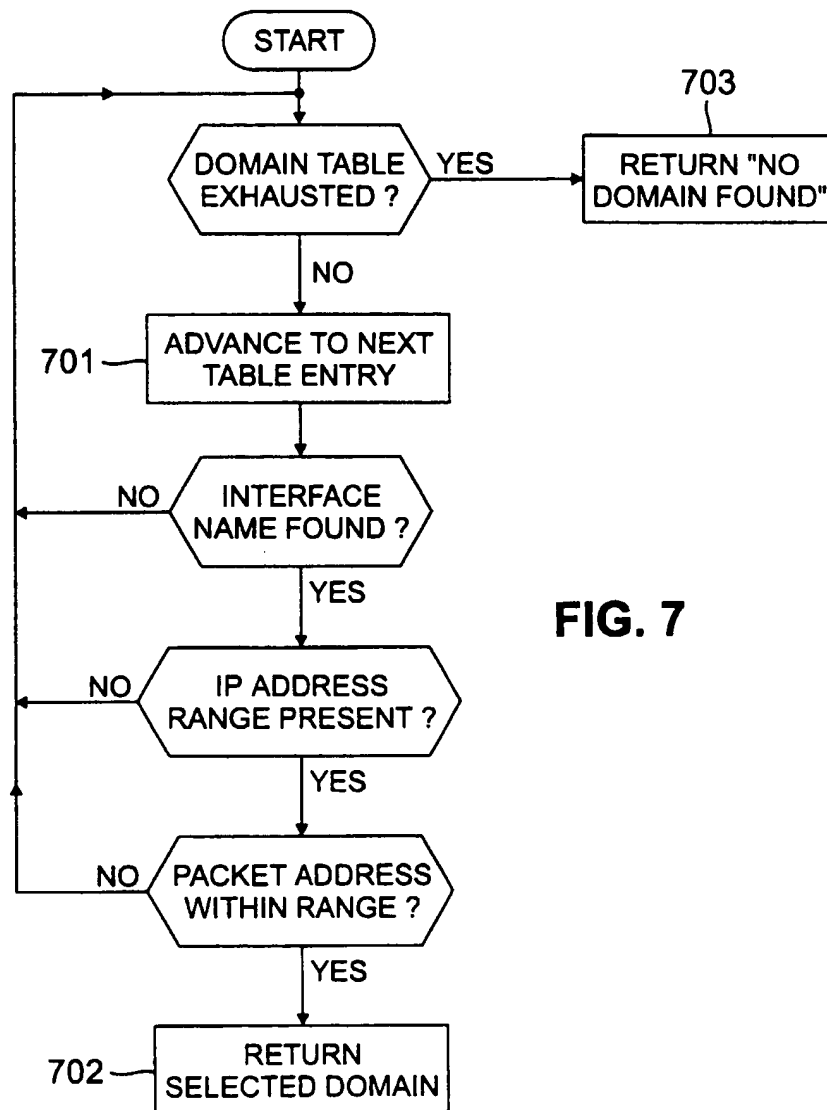 START
703
DOMAIN TABLE
EXHAUSTED ?
YES
RETURN "NO
DOMAIN FOUND"
NO
701
ADVANCE TO NEXT
TABLE ENTRY
NO
INTERFACE
NAME FOUND ?
YES
FIG. 7
NO
IP ADDRESS
RANGE PRESENT ?
YES
NO
PACKET ADDRESS
WITHIN RANGE ?
YES
702
RETURN
SELECTED DOMAIN